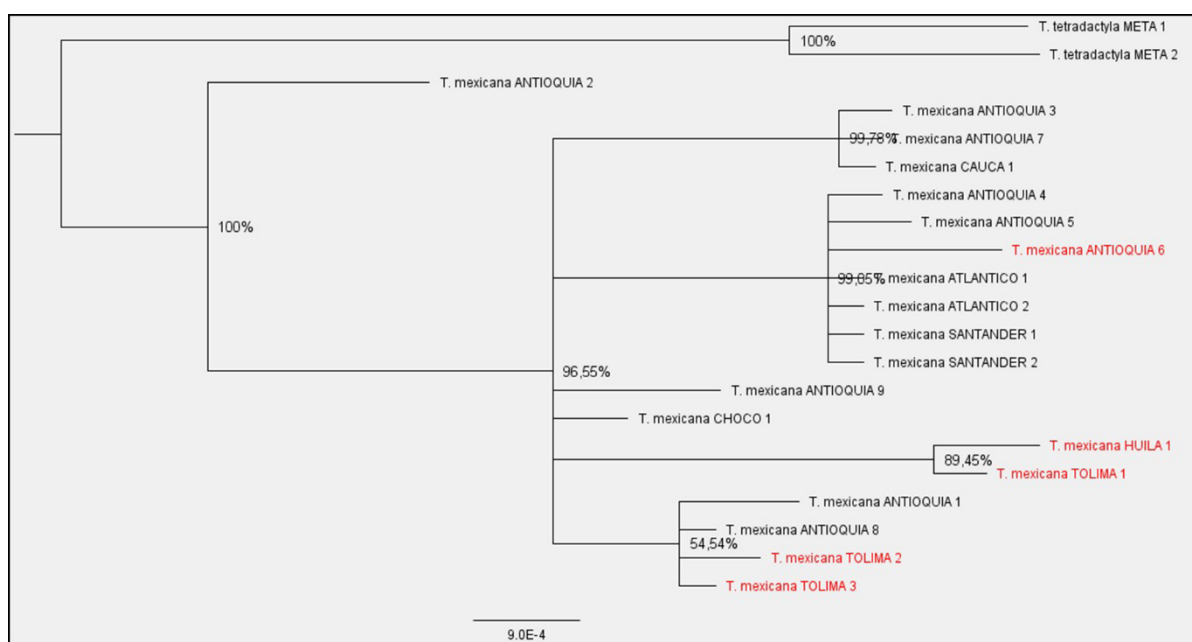 T. tetradactyla META 1
100%
T. tetradactyla META 2
T. mexicana ANTIOQUIA 2
T. mexicana ANTIOQUIA 3
99,78%
T. mexicana ANTIOQUIA 7
T. mexicana CAUCA 1
T. mexicana ANTIOQUIA 4
T. mexicana ANTIOQUIA 5
100%
T. mexicana ANTIOQUIA 6
T. mexicana ATLANTICO 1
T. mexicana ATLANTICO 2
T. mexicana SANTANDER 1
T. mexicana SANTANDER 2
96,55%
T. mexicana ANTIOQUIA 9
T. mexicana CHOCO 1
T. mexicana HUILA 1
89,45%
T. mexicana TOLIMA 1
T. mexicana ANTIOQUIA 1
T. mexicana ANTIOQUIA 8
54,54%
T. mexicana TOLIMA 2
T. mexicana TOLIMA 3
9.0E-4